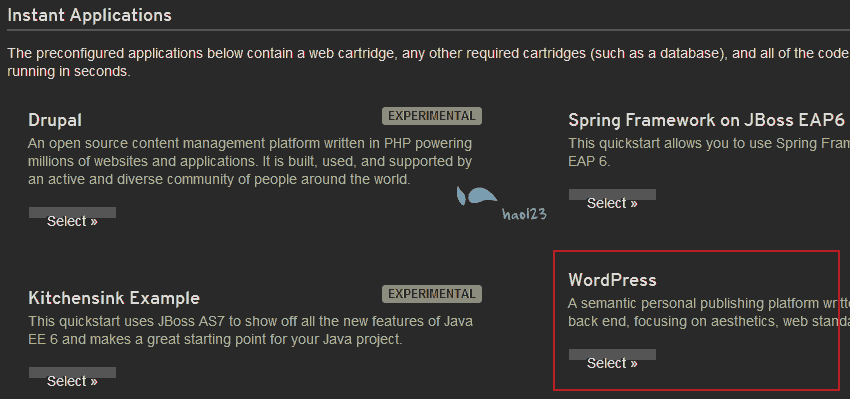 Instant Applications
The preconfigured applications below contain a web cartridge, any other required cartridges (such as a database), and all of the code
running in seconds.
Drupal
EXPERIMENTAL
An open source content management platform written in PHP powering
millions of websites and applications. It is built, used, and supported by
an active and diverse community of people around the world.
Select »
Spring Framework on JBoss EAP6
This quickstart allows you to use Spring Fram
EAP 6.
Select »
hao123
Kitchensink Example
EXPERIMENTAL
This quickstart uses JBoss AS7 to show off all the new features of Java
EE 6 and makes a great starting point for your Java project.
Select »
WordPress
A semantic personal publishing platform writte
back end, focusing on aesthetics, web standa
Select »